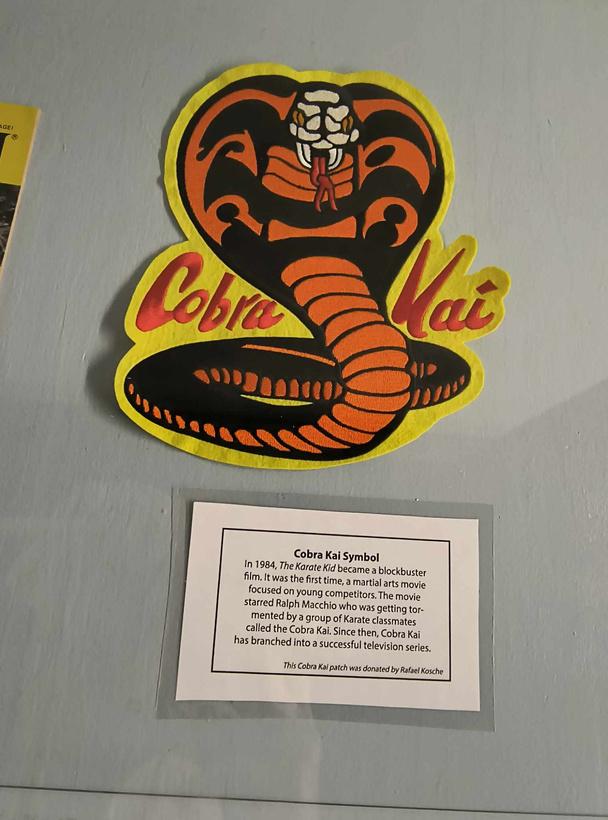 AGE!
®
Cobra Kai
Cobra Kai Symbol
In 1984, The Karate Kid became a blockbuster
film. It was the first time, a martial arts movie
focused on young competitors. The movie
starred Ralph Macchio who was getting tor-
mented by a group of Karate classmates
called the Cobra Kai. Since then, Cobra Kai
has branched into a successful television series.
This Cobra Kai patch was donated by Rafael Kosche